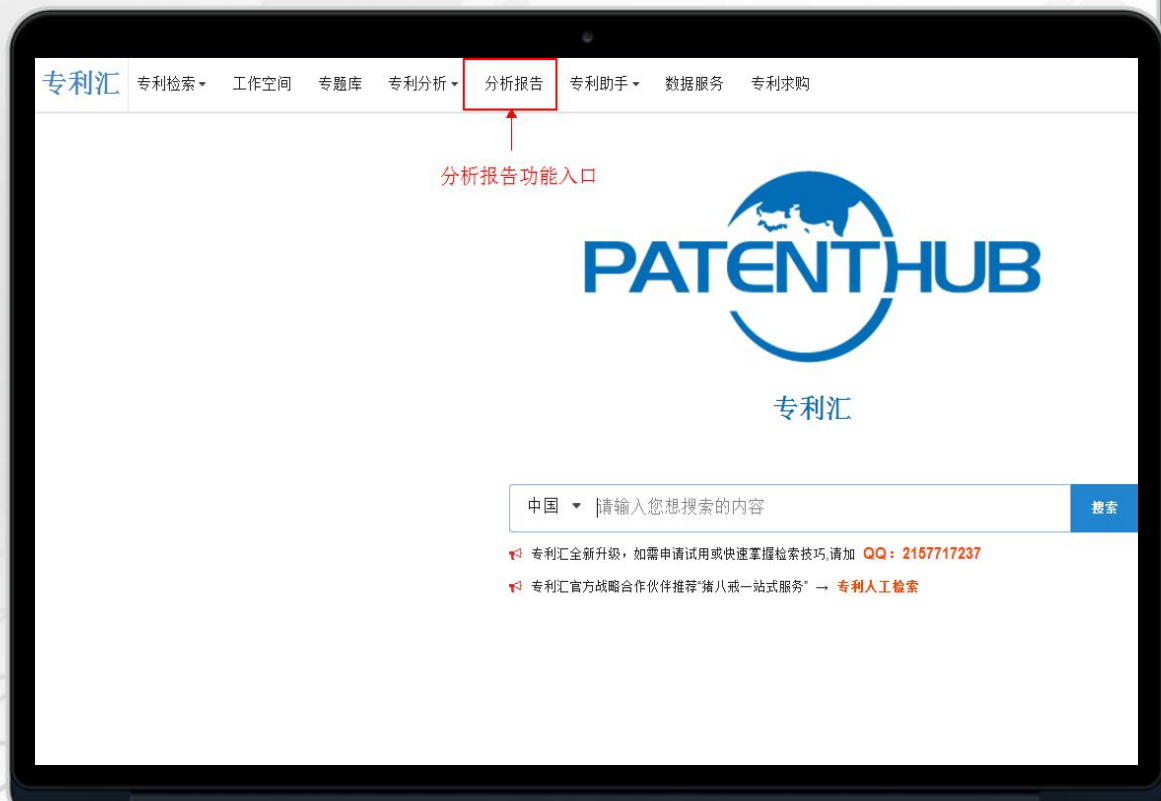 专利汇 专利检索 工作空间 专题库 专利分析 分析报告 专利助手 数据服务 专利求购
分析报告功能入口
PATENTHUB
专利汇
中国 请输入您想搜索的内容 搜索
专利汇全新升级，如需申请试用或快速掌握检索技巧,请加 QQ：2157717237
专利汇官方战略合作伙伴推荐“猪八戒一站式服务” → 专利人工检索